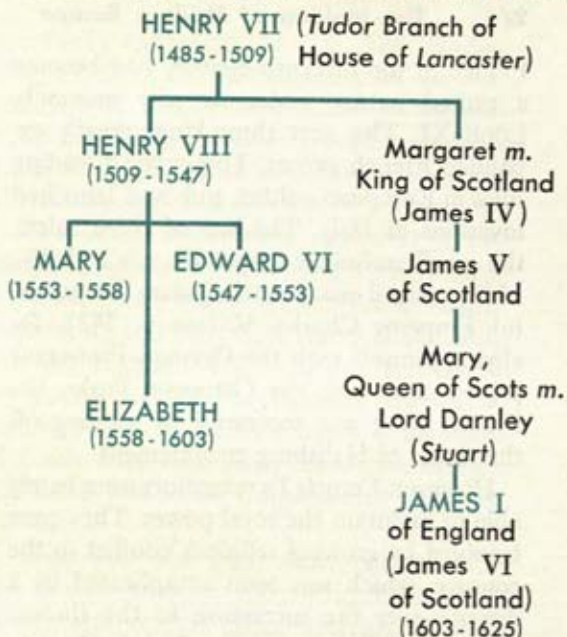 HENRY VII (Tudor Branch of
(1485-1509) House of Lancaster)
HENRY VIII
(1509-1547)
Margaret m.
King of Scotland
(James IV)
MARY
(1553-1558)
EDWARD VI
(1547-1553)
James V
of Scotland
ELIZABETH
(1558-1603)
Mary,
Queen of Scots m.
Lord Darnley
(Stuart)
JAMES I
of England
(James VI
of Scotland)
(1603-1625)